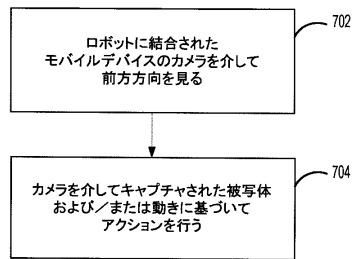 702
ロボットに結合された
モバイルデバイスのカメラを介して
前方方向を見る
704
カメラを介してキャプチャされた被写体
および／または動きに基づいて
アクションを行う